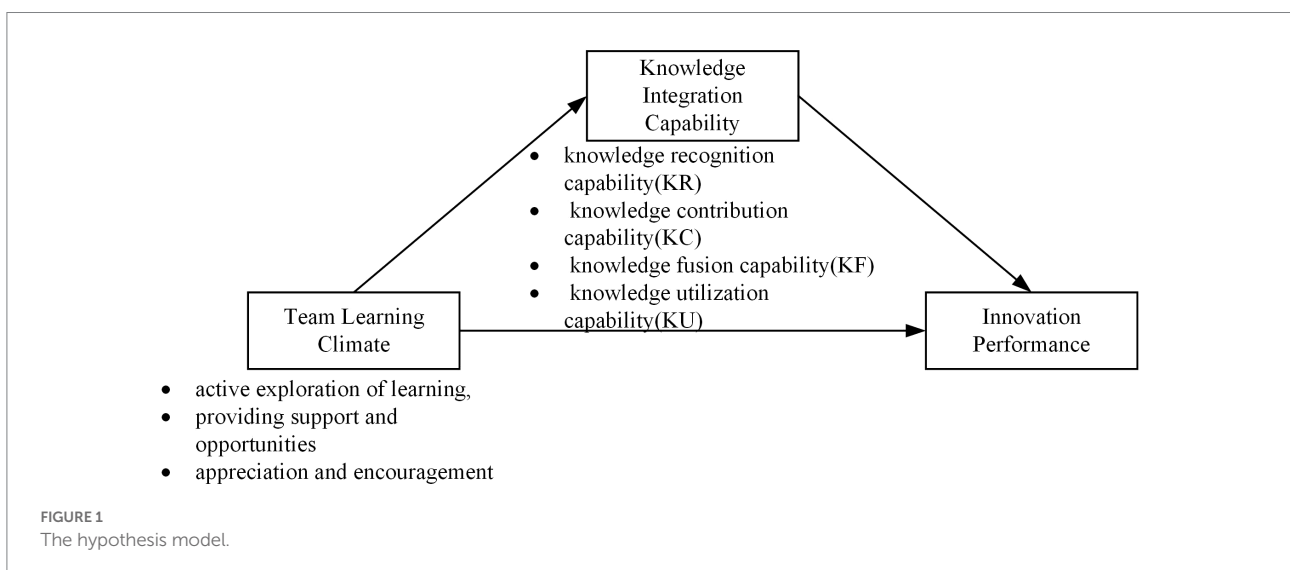 Knowledge
Integration
Capability
• knowledge recognition
capability(KR)
• knowledge contribution
capability(KC)
• knowledge fusion capability(KF)
• knowledge utilization
capability(KU)
Team Learning
Climate
Innovation
Performance
• active exploration of learning,
• providing support and
opportunities
• appreciation and encouragement
FIGURE 1
The hypothesis model.